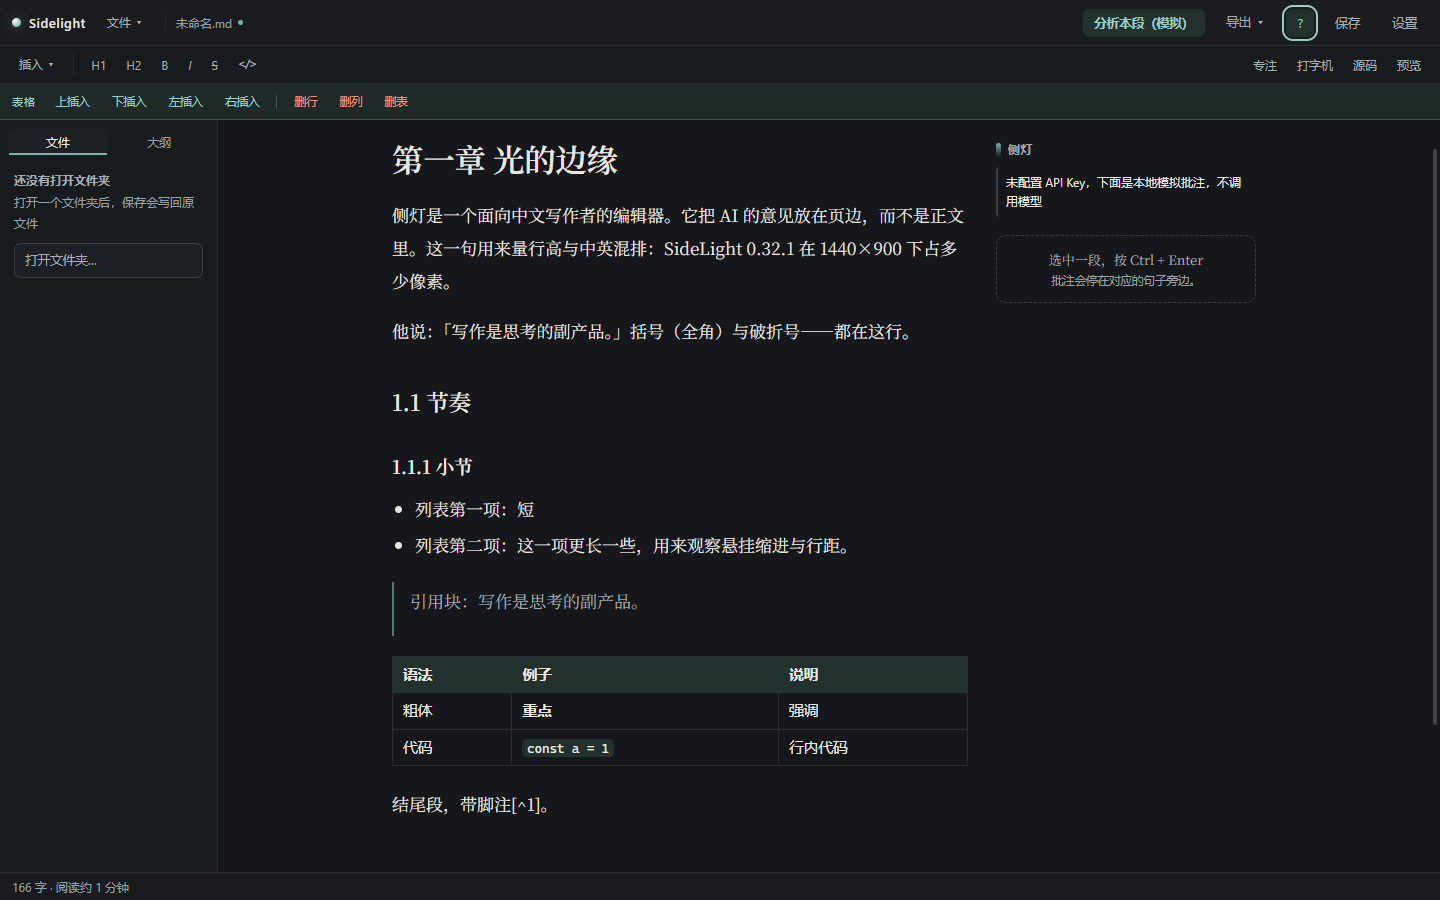 Sidelight 文件 未命名.md 分析本段（模拟） 导出 ? 保存 设置
插入 H1 H2 B I S </> 专注 打字机 源码 预览
表格 上插入 下插入 左插入 右插入 删行 删列 删表
文件 大纲
还没有打开文件夹
打开一个文件夹后，保存会写回原
文件
打开文件夹...
第一章 光的边缘
侧灯是一个面向中文写作者的编辑器。它把 AI 的意见放在页边，而不是正文
里。这一句用来量行高与中英混排：SideLight 0.32.1 在 1440×900 下占多
少像素。
他说：「写作是思考的副产品。」括号（全角）与破折号——都在这行。
1.1 节奏
1.1.1 小节
列表第一项：短
列表第二项：这一项更长一些，用来观察悬挂缩进与行距。
引用块：写作是思考的副产品。
语法 例子 说明
粗体 重点 强调
代码 const a = 1 行内代码
结尾段，带脚注[^1]。
侧灯
未配置 API Key，下面是本地模拟批注，不调
用模型
选中一段，按 Ctrl + Enter
批注会停在对应的句子旁边。
166 字 · 阅读约 1 分钟